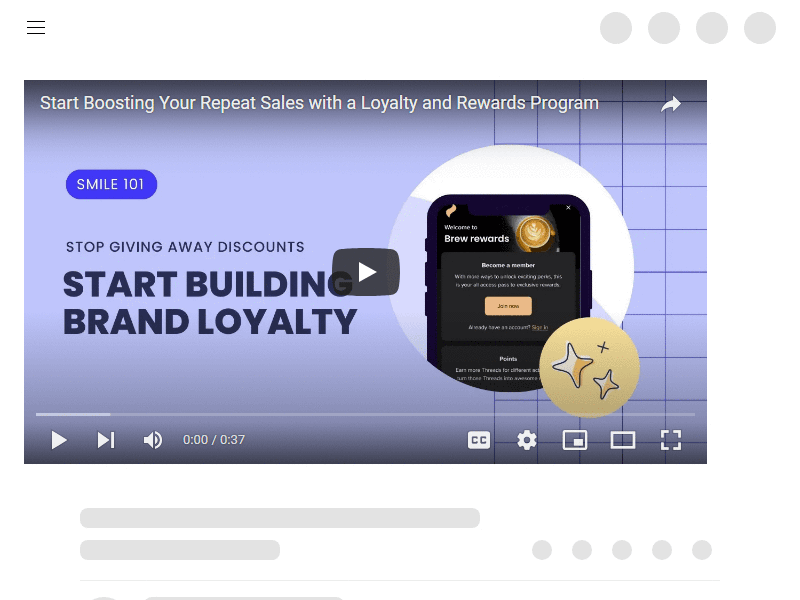 Start Boosting Your Repeat Sales with a Loyalty and Rewards Program
SMILE 101
STOP GIVING AWAY DISCOUNTS
START BUILDING
BRAND LOYALTY
Welcome to
Brew rewards
Become a member
With more ways to unlock exciting perks, this
is your all access pass to exclusive rewards.
Join now
Already have an account? Sign in
Points
Earn more Threads for different
turn those Threads into awesome
0:00 / 0:37
CC